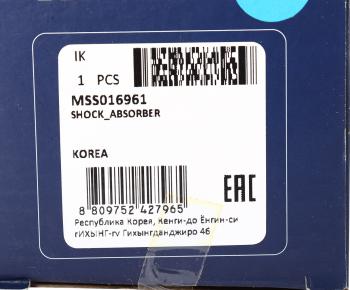 IK
1 PCS
MSS016961
SHOCK_ABSORBER
KOREA
EAC
8 809752 427965
Республика Корея, Кенги-до Ёнгин-си
гИХЫНГ-гу Гихынгданджиро 46